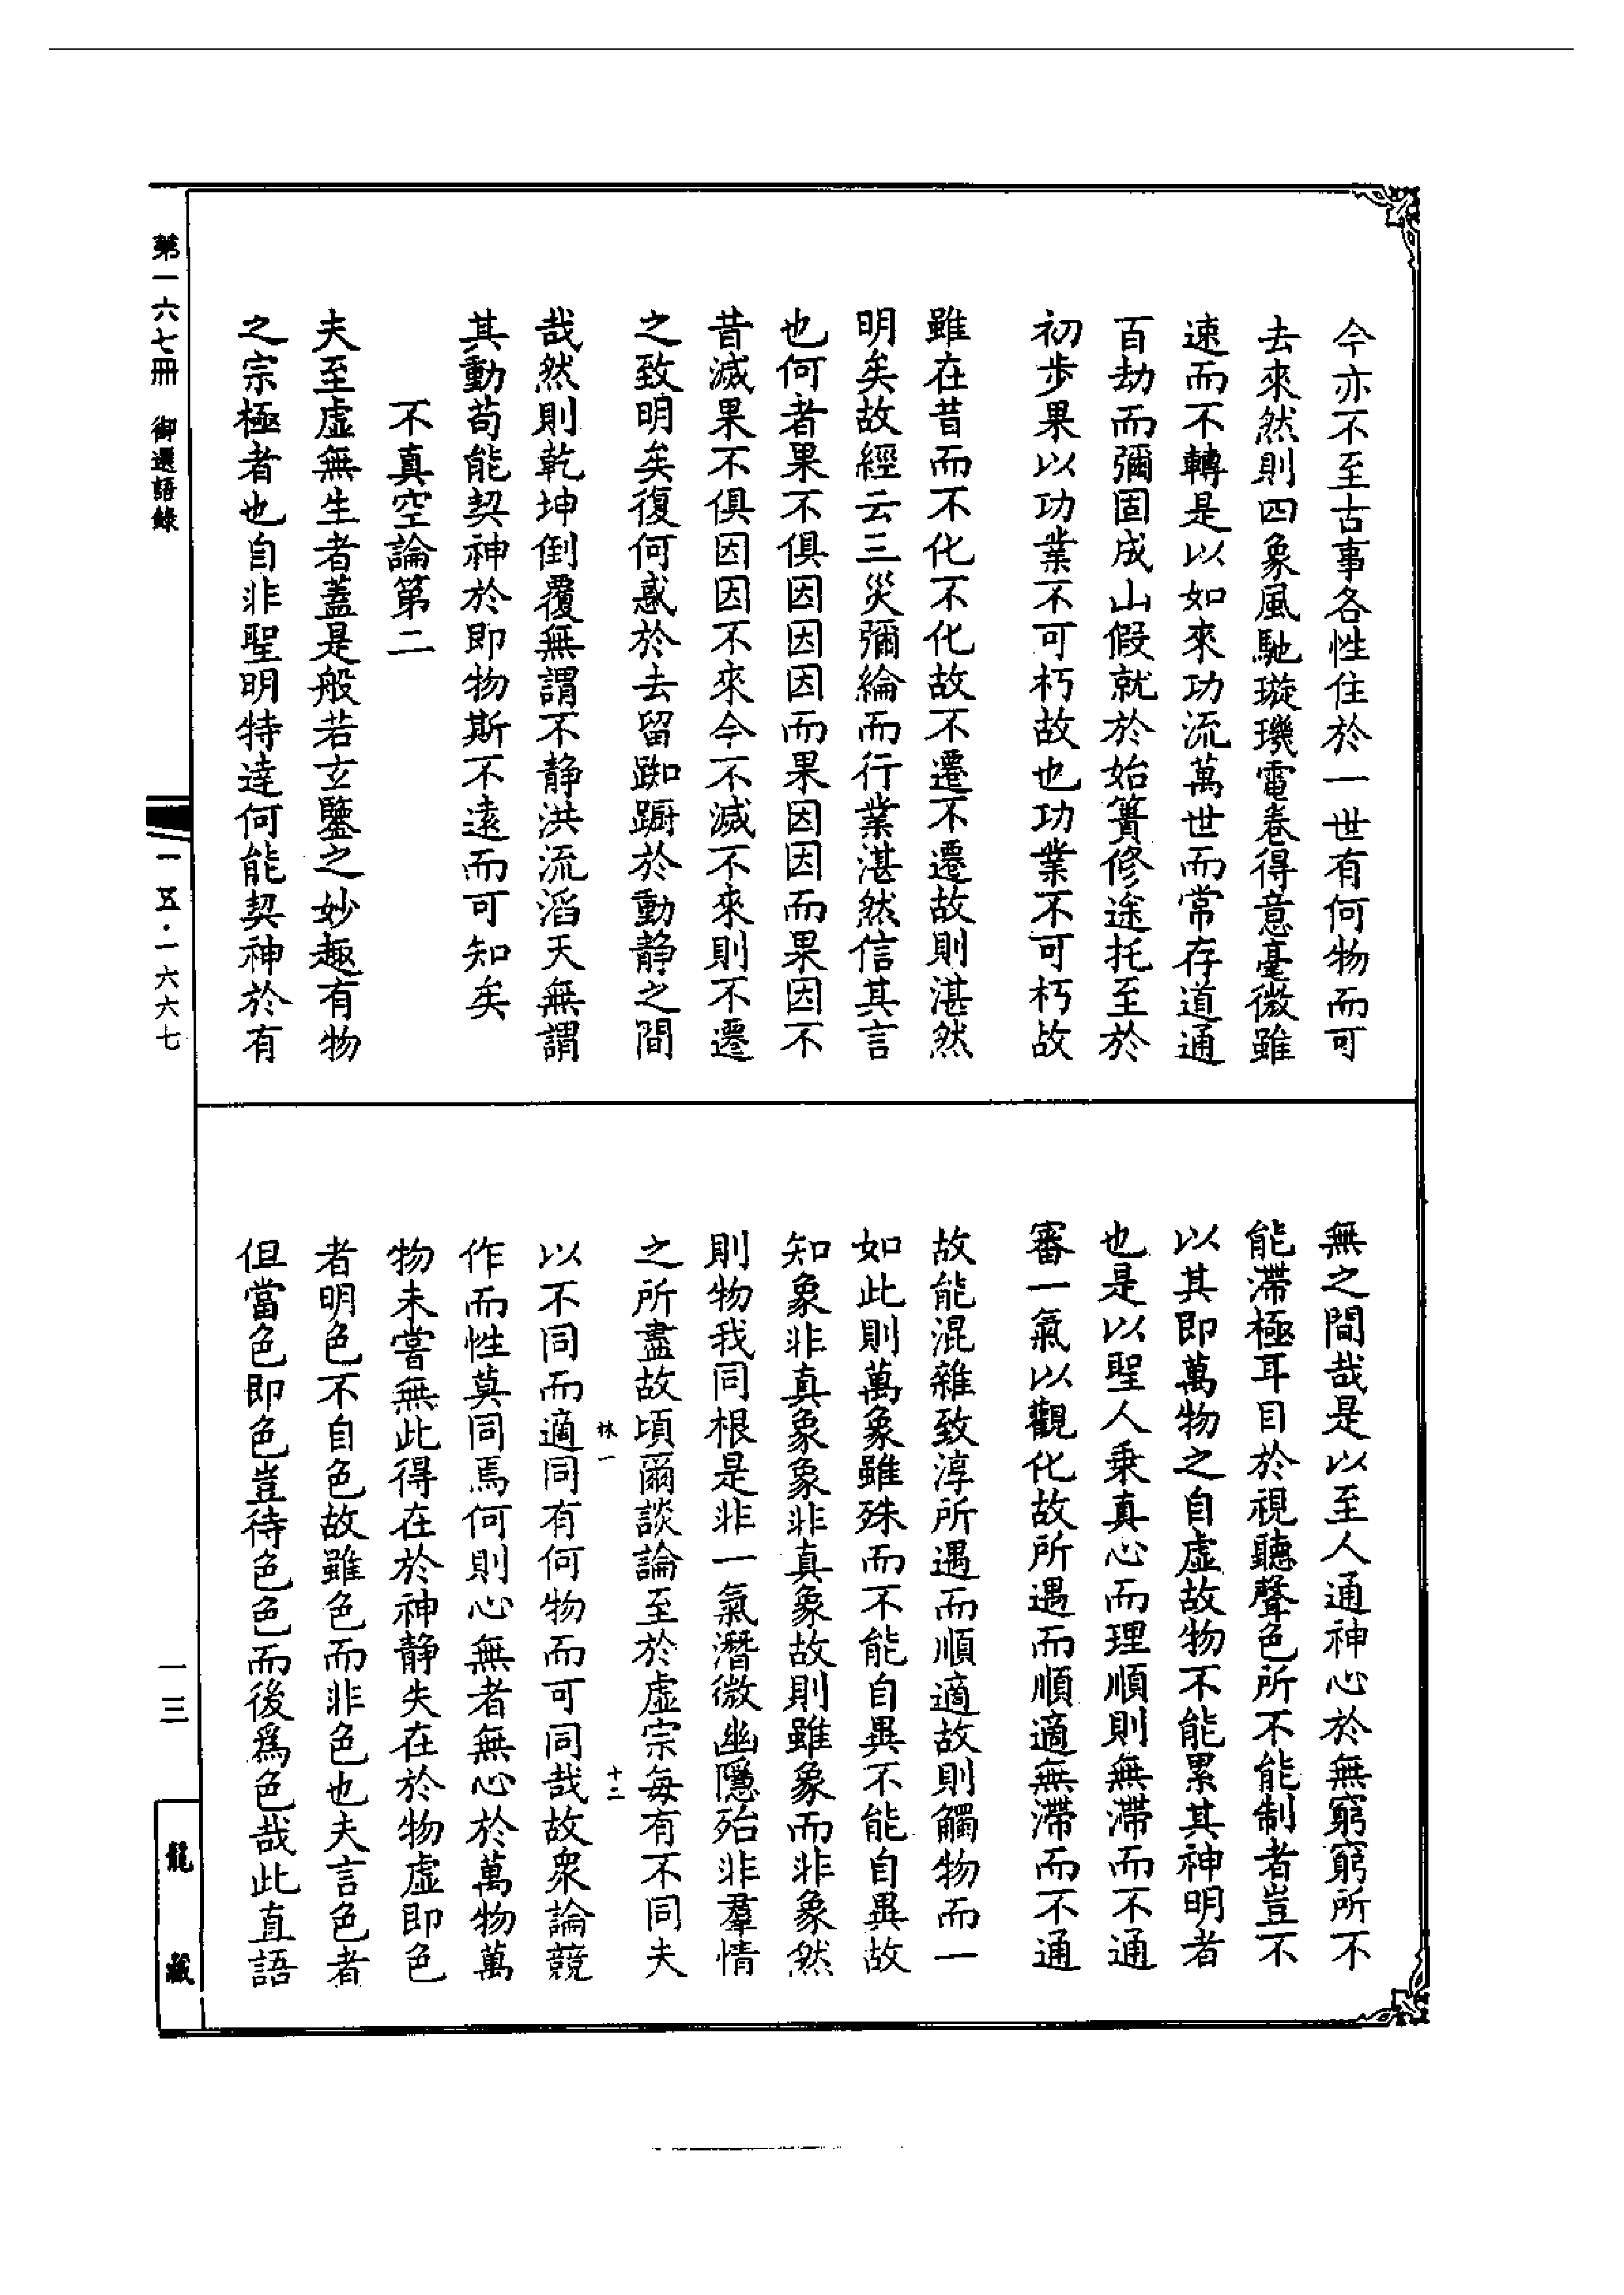 今亦不至古事各性住於一世有何物而可
去來然則四象風馳璇璣電春得意毫微雖
速而不轉是以如來功流萬世而常存道通
百劫而彌固成山假就於始簣修途托至於
初步果以功業不可朽故也功業不可朽故
雖在昔而不化不化故不遷不遷故則湛然
明矣故經云三災彌綸而行業湛然信其言
也何者果不俱因因因而果因因而果因不
昔滅果不俱因因不來今不滅不來則不遷
之致明矣復何惑於去留踟躕於動静之間
哉然則乾坤倒覆無謂不静洪流滔天無謂
其動苟能契神於即物斯不遠而可知矣
不真空論第二
夫至虛無生者蓋是般若玄鑒之妙趣有物
之宗極者也自非聖明特達何能契神於有
無之間哉是以至人通神心於無窮窮所不
能滯極耳目於視聽聲色所不能制者豈不
以其即萬物之自虛故物不能累其神明者
也是以聖人乗真心而理順則無滯而不通
審一氣以觀化故所遇而順適無滯而不通
故能混雜致淳所遇而順適故則觸物而一
如此則萬象雖殊而不能自異不能自異故
知象非真象象非真象故則雖象而非象然
則物我同根是非一氣潛微幽隱殆非羣情
之所盡故頃爾談論至於虛宗每有不同夫
株一
十二
以不同而適同有何物而可同哉故衆論競
作而性莫同焉何則心無者無心於萬物萬
物未嘗無此得在於神静失在於物虛即色
者明色不自色故雖色而非色也夫言色者
但當色即色豈待色色而後爲色哉此直語
第一六七冊 御選語錄
一五·一六六七
一三
龍藏